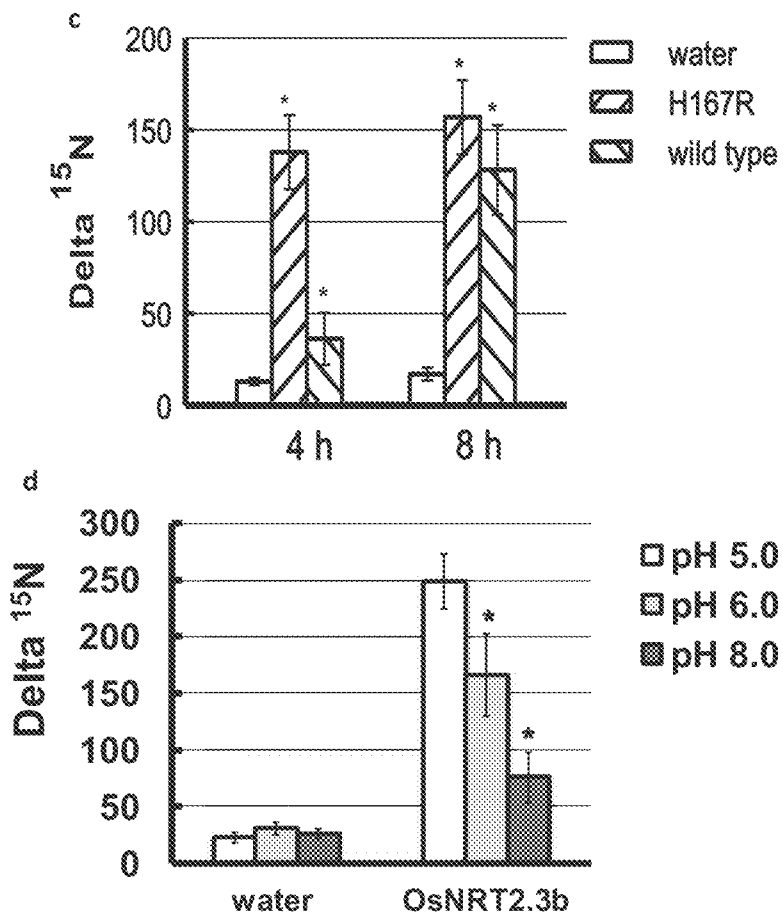 c
200
150
100
50
0
Delta ¹⁵N
* * * *
4 h 8 h
water
H167R
wild type
d
300
250
200
150
100
50
0
Delta ¹⁵N
* *
water OsNRT2.3b
pH 5.0
pH 6.0
pH 8.0